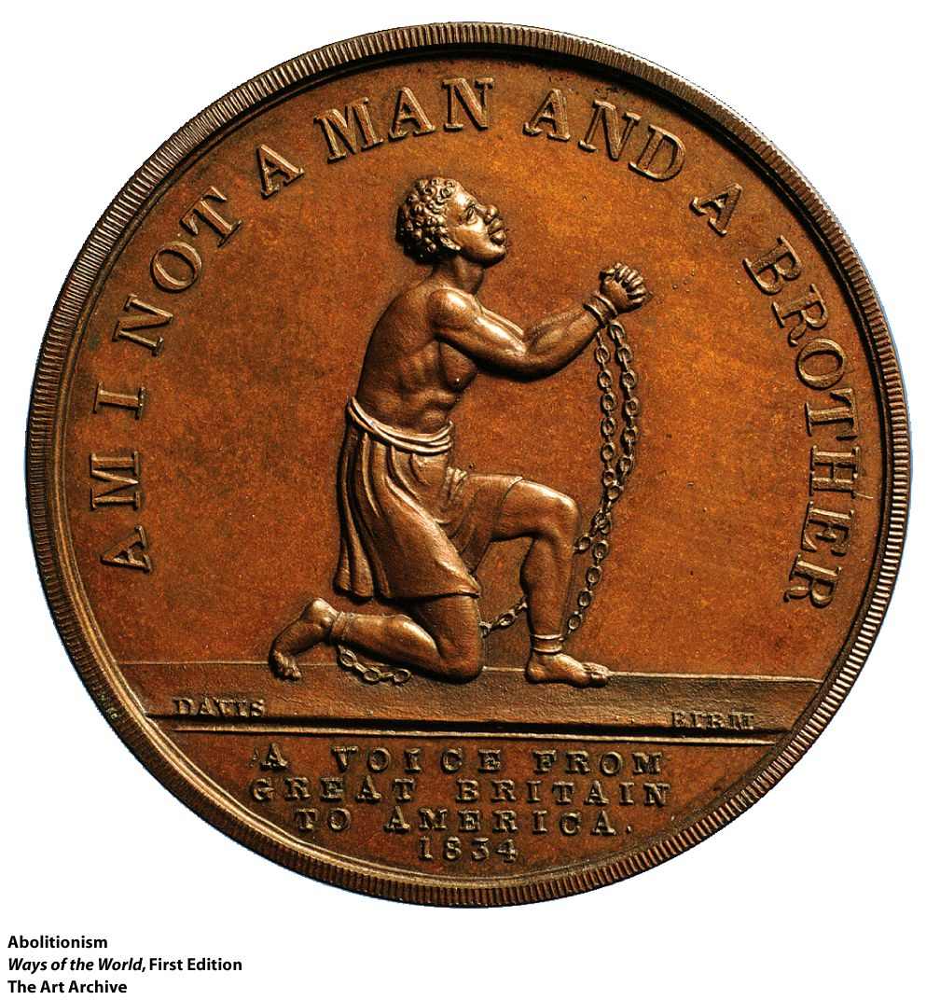 AM I NOT A MAN AND A BROTHER
DAVIS
BIRM
A VOICE FROM
GREAT BRITAIN
TO AMERICA.
1834
Abolitionism
Ways of the World, First Edition
The Art Archive